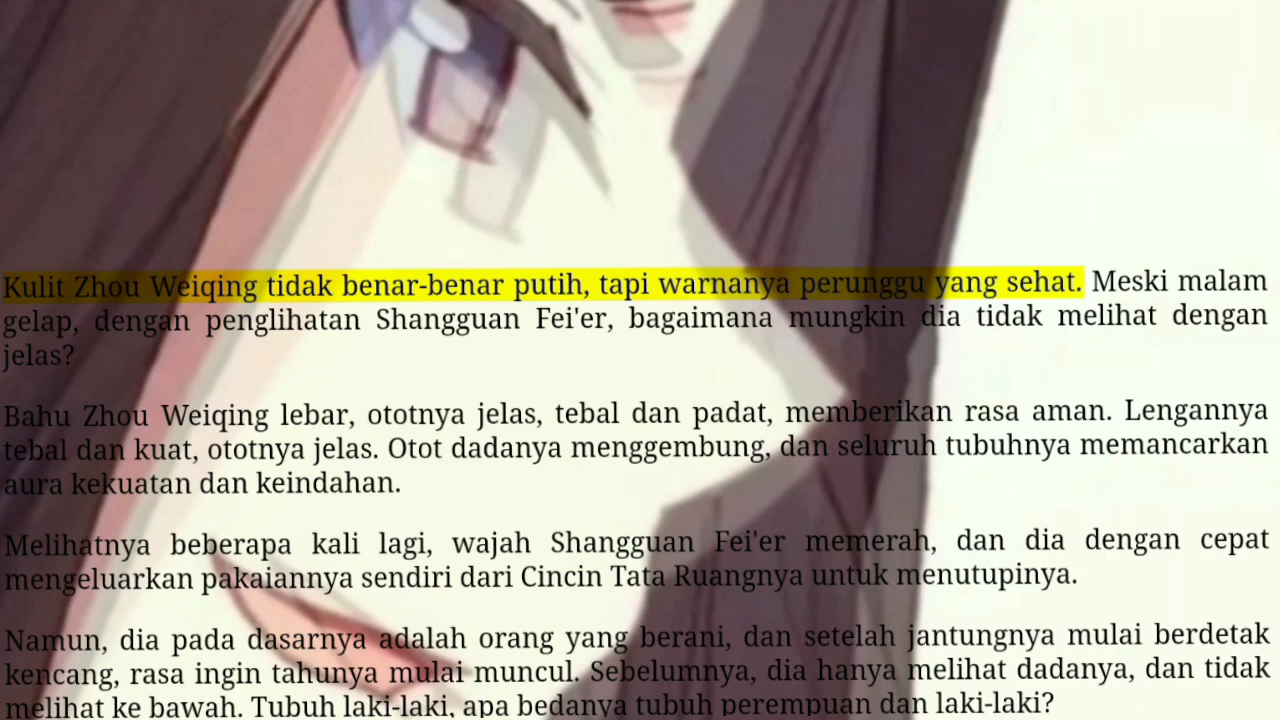 Kulit Zhou Weiqing tidak benar-benar putih, tapi warnanya perunggu yang sehat. Meski malam
gelap, dengan penglihatan Shangguan Fei'er, bagaimana mungkin dia tidak melihat dengan
jelas?
Bahu Zhou Weiqing lebar, ototnya jelas, tebal dan padat, memberikan rasa aman. Lengannya
tebal dan kuat, ototnya jelas. Otot dadanya menggembung, dan seluruh tubuhnya memancarkan
aura kekuatan dan keindahan.
Melihatnya beberapa kali lagi, wajah Shangguan Fei'er memerah, dan dia dengan cepat
mengeluarkan pakaiannya sendiri dari Cincin Tata Ruangnya untuk menutupinya.
Namun, dia pada dasarnya adalah orang yang berani, dan setelah jantungnya mulai berdetak
kencang, rasa ingin tahunya mulai muncul. Sebelumnya, dia hanya melihat dadanya, dan tidak
melihat ke bawah. Tubuh laki-laki, apa bedanya tubuh perempuan dan laki-laki?